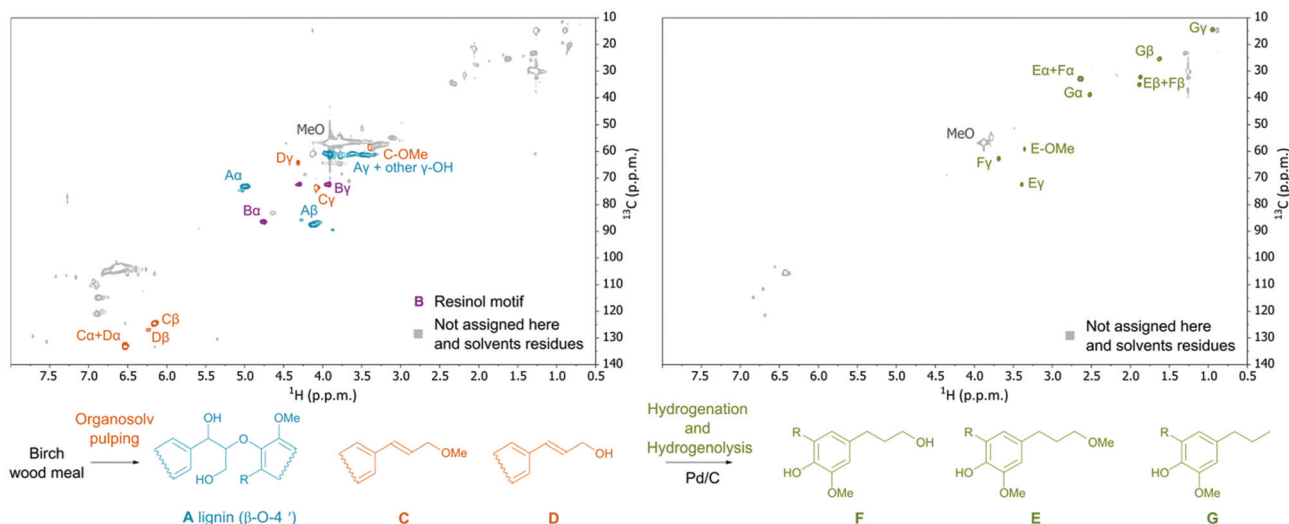 MeO
Dγ
C-OMe
Aγ + other γ-OH
Aα
Cγ
Bγ
Bα
Aβ
B Resinol motif
Not assigned here
and solvents residues
Cβ
Cα+Dα
Dβ
10
20
30
40
50
60
70
80
90
100
110
120
130
140
13C (p.p.m.)
7.0 6.5 6.0 5.5 5.0 4.5 4.0 3.5 3.0 2.5 2.0 1.5 1.0 0.5
1H (p.p.m.)
Gγ
Gβ
Eα+Fα
Eβ+Fβ
Gα
MeO
E-OMe
Fγ
Eγ
Not assigned here
and solvents residues
10
20
30
40
50
60
70
80
90
100
110
120
130
140
13C (p.p.m.)
7.5 7.0 6.5 6.0 5.5 5.0 4.5 4.0 3.5 3.0 2.5 2.0 1.5 1.0 0.5
1H (p.p.m.)
Birch
wood meal
Organosolv
pulping
OH
OMe
O
HO
R
A lignin (β-O-4 ′)
OMe
C
OH
D
Hydrogenation
and
Hydrogenolysis
Pd/C
R
OH
HO
OMe
F
R
OMe
HO
OMe
E
R
HO
OMe
G